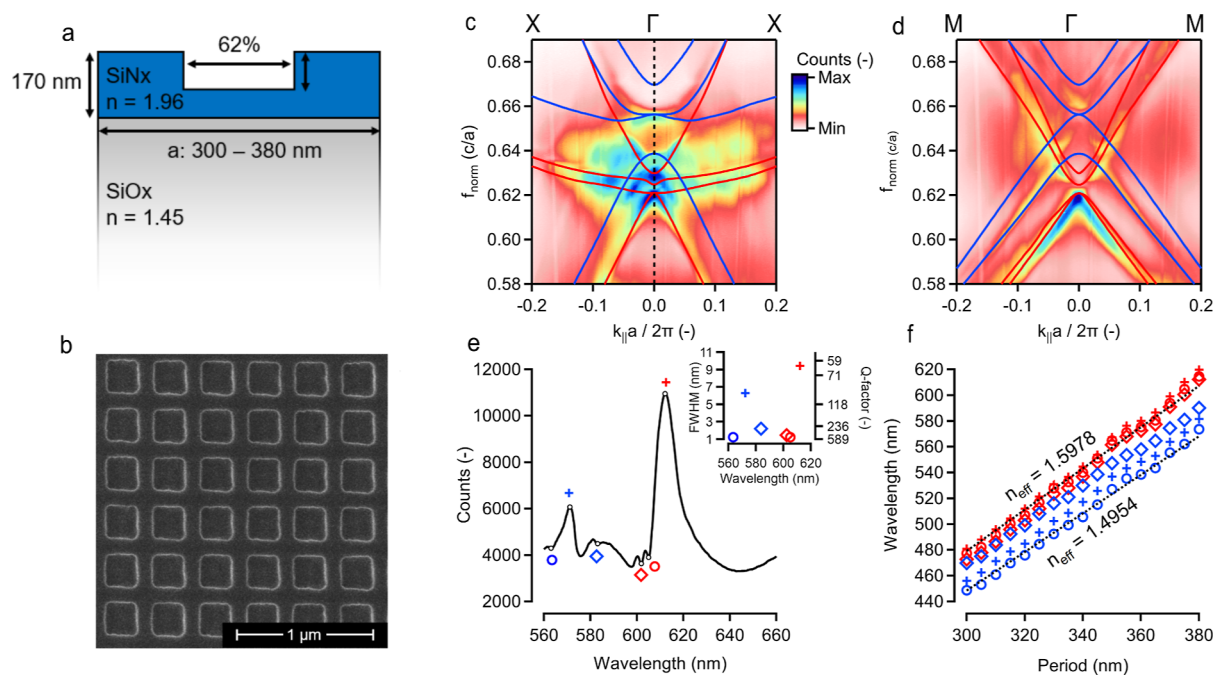 a
62%
170 nm
SiNx
n = 1.96
a: 300 – 380 nm
SiOx
n = 1.45
b
1 μm
c
X
Γ
X
f norm (c/a)
0.66
0.64
0.62
0.60
0.58
-0.2
-0.1
0.0
0.1
0.2
k||a / 2π (-)
Counts (-)
Max
Min
d
M
Γ
M
f norm (c/a)
0.68
0.66
0.64
0.62
0.60
0.58
-0.2
-0.1
0.0
0.1
0.2
k||a / 2π (-)
e
Counts (-)
12000
10000
8000
6000
4000
2000
560
580
600
620
640
660
Wavelength (nm)
FWHM (nm)
11
9
7
5
3
1
59
71
118
236
589
Q-factor (-)
560
580
600
620
Wavelength (nm)
f
Wavelength (nm)
620
600
580
560
540
520
500
480
460
440
n eff = 1.5978
n eff = 1.4954
300
320
340
360
380
Period (nm)